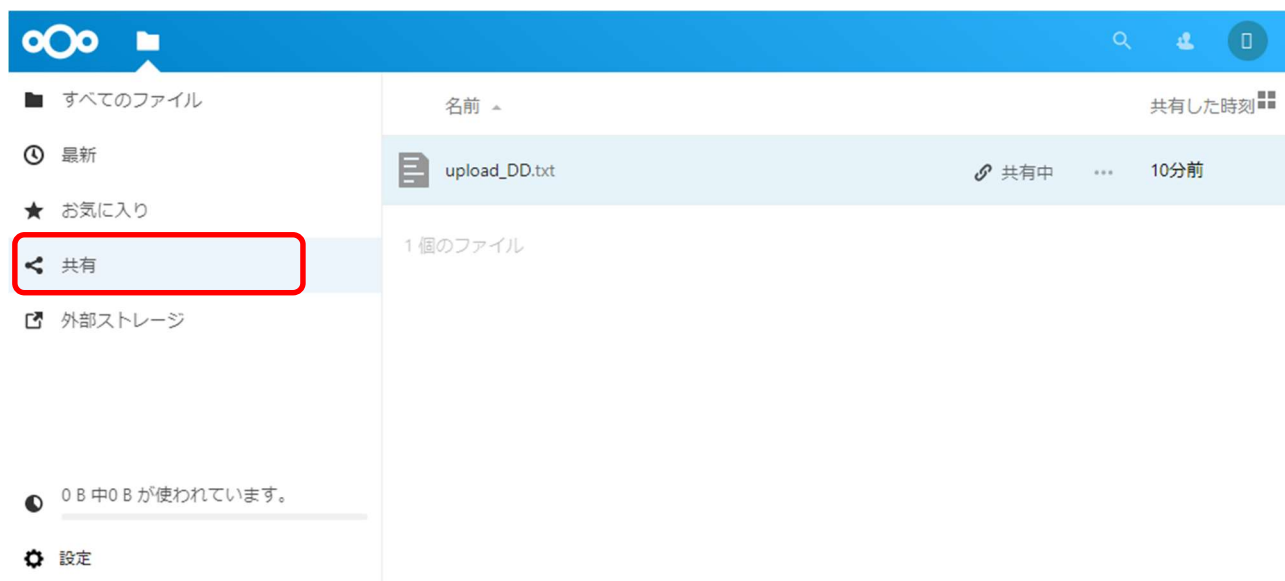 すべてのファイル
最新
お気に入り
共有
外部ストレージ
0 B 中0 B が使われています。
設定
名前
共有した時刻
upload_DD.txt
共有中
...
10分前
1 個のファイル